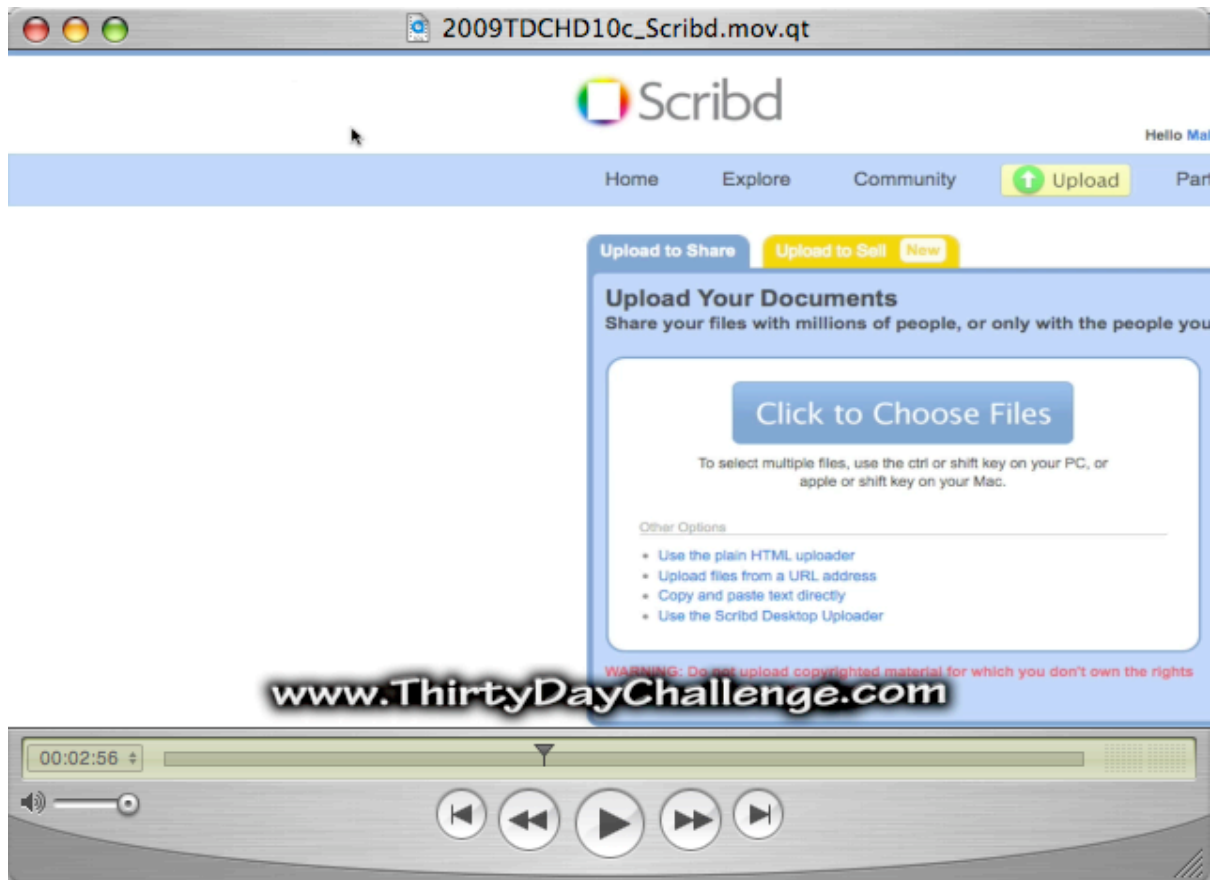 2009TDCHD10c_Scribd.mov.qt
Scribd
Hello Mal
Home Explore Community Upload Part
Upload to Share Upload to Sell New
Upload Your Documents
Share your files with millions of people, or only with the people you
Click to Choose Files
To select multiple files, use the ctrl or shift key on your PC, or
apple or shift key on your Mac.
Other Options
Use the plain HTML uploader
Upload files from a URL address
Copy and paste text directly
Use the Scribd Desktop Uploader
WARNING: Do not upload copyrighted material for which you don't own the rights
www.ThirtyDayChallenge.com
00:02:56